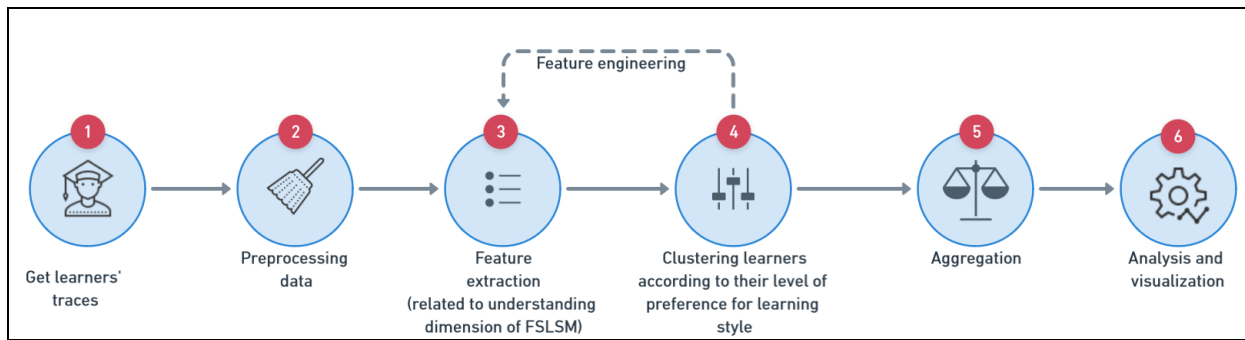 Feature engineering
1
2
3
4
5
6
Get learners'
traces
Preprocessing
data
Feature
extraction
(related to understanding
dimension of FSLSM)
Clustering learners
according to their level of
preference for learning
style
Aggregation
Analysis and
visualization